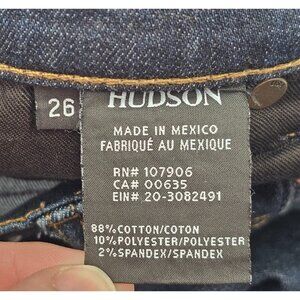 26
HUDSON
MADE IN MEXICO
FABRIQUÉ AU MEXIQUE
RN# 107906
CA# 00635
EIN# 20-3082491
88% COTTON/COTON
10% POLYESTER/POLYESTER
2% SPANDEX/SPANDEX